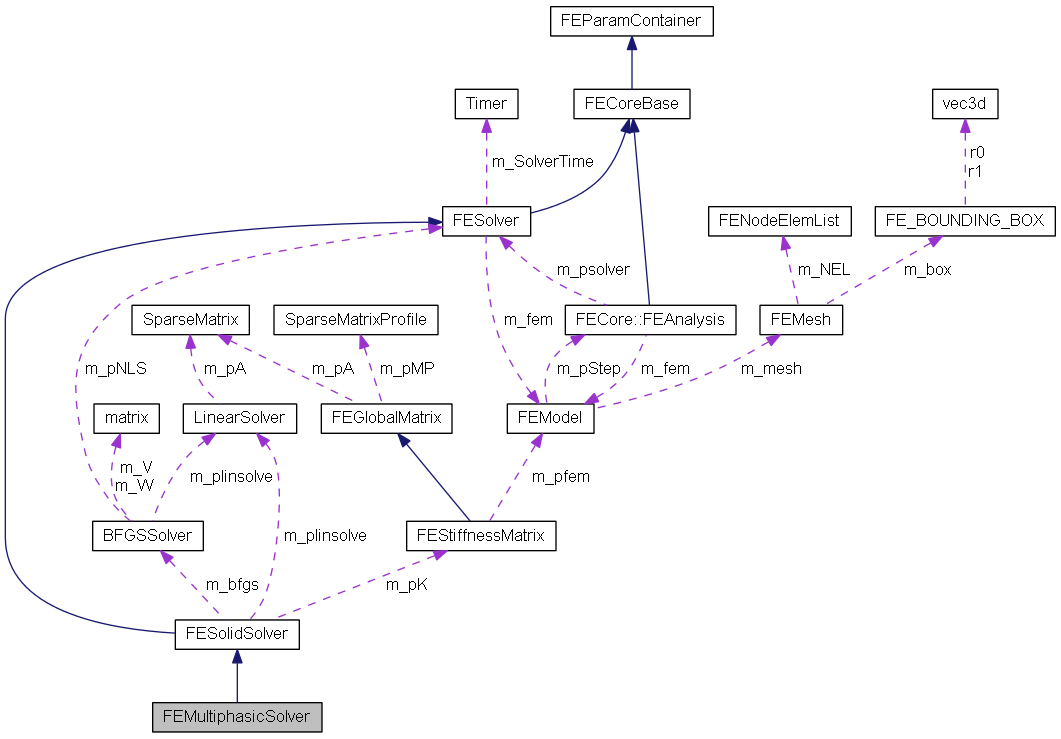 FEParamContainer
Timer
FECoreBase
vec3d
m_SolverTime
r0
r1
FESolver
FENodeElemList
FE_BOUNDING_BOX
m_psolver
m_NEL
m_box
SparseMatrix
SparseMatrixProfile
m_fem
FECore::FEAnalysis
FEMesh
m_pNLS
m_pA
m_pA
m_pMP
m_pStep
m_fem
m_mesh
matrix
LinearSolver
FEGlobalMatrix
FEModel
m_V
m_W
m_plinsolve
m_pfem
BFGSSolver
m_plinsolve
FEStiffnessMatrix
m_bfgs
m_pK
FESolidSolver
FEMultiphasicSolver